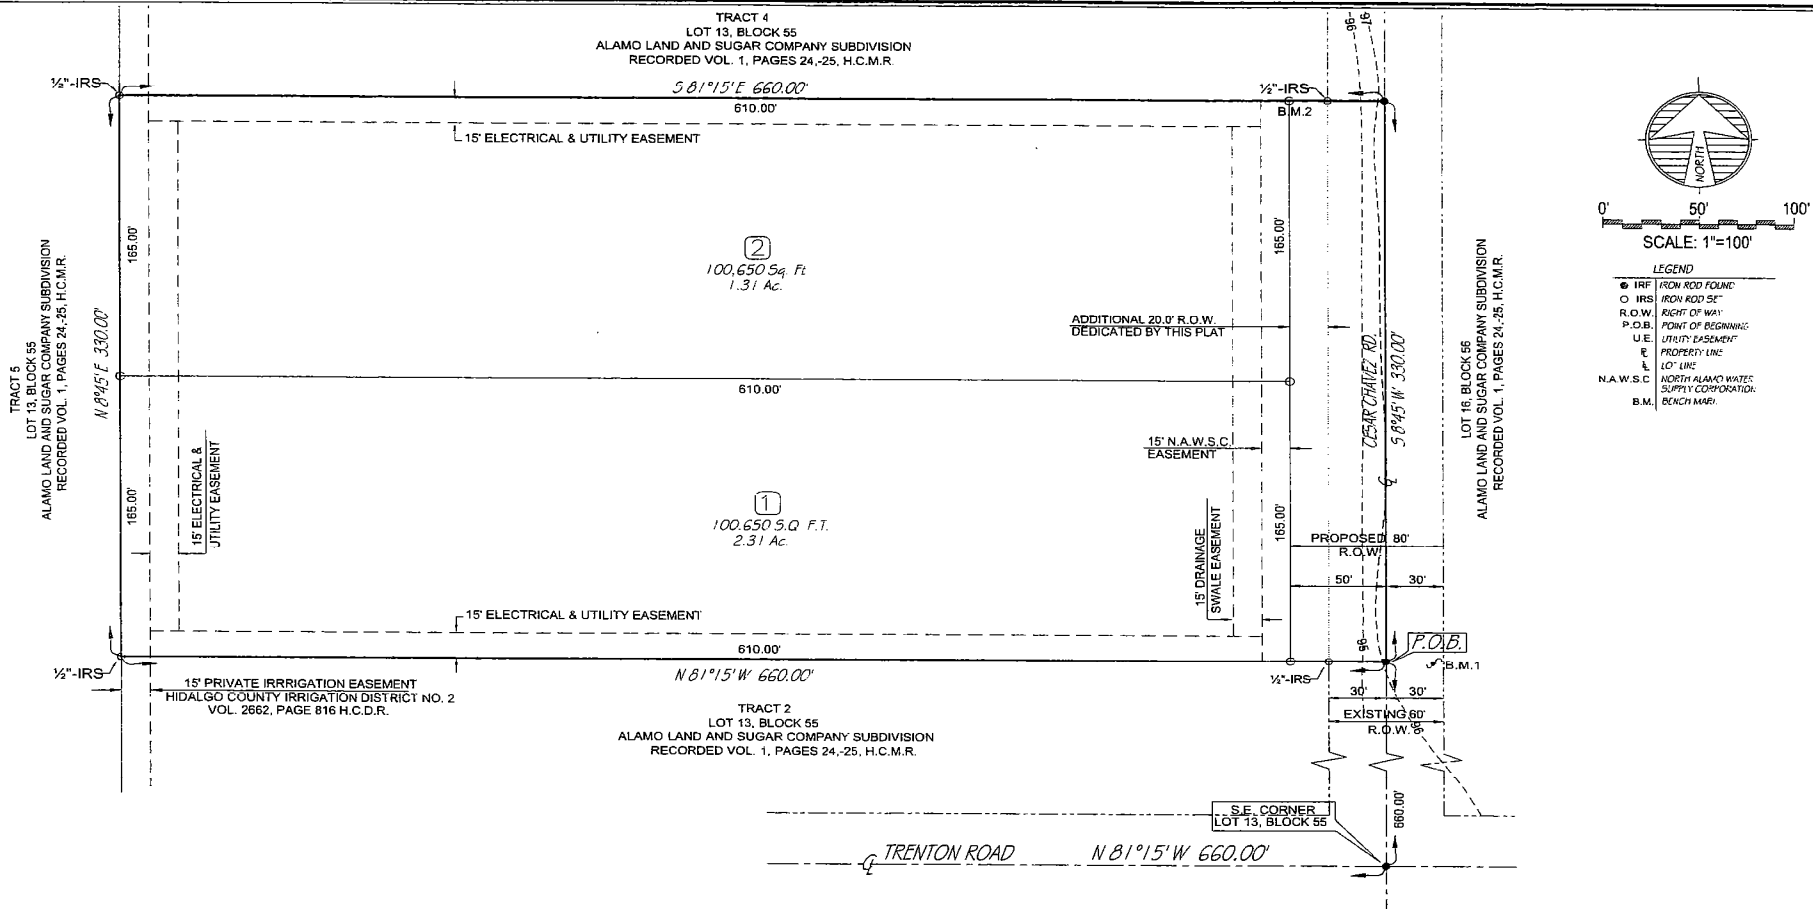 TRACT 4
LOT 13, BLOCK 55
ALAMO LAND AND SUGAR COMPANY SUBDIVISION
RECORDED VOL. 1, PAGES 24,-25, H.C.M.R.
-96-
-97-
½"-IRS
S 81°15' E 660.00'
610.00'
½"-IRS
B.M.2
15' ELECTRICAL & UTILITY EASEMENT
NORTH
0' 50' 100'
SCALE: 1"=100'
LEGEND
IRF IRON ROD FOUND
IRS IRON ROD SET
R.O.W. RIGHT OF WAY
P.O.B. POINT OF BEGINNING
U.E. UTILITY EASEMENT
PROPERTY LINE
LOT LINE
N.A.W.S.C NORTH ALAMO WATER
SUPPLY CORPORATION
B.M. BENCH MARK
165.00'
2
100,650 Sq. Ft
1.31 Ac.
165.00'
ADDITIONAL 20.0' R.O.W.
DEDICATED BY THIS PLAT
TRACT 5
LOT 13, BLOCK 55
ALAMO LAND AND SUGAR COMPANY SUBDIVISION
RECORDED VOL. 1, PAGES 24,-25, H.C.M.R.
N 8°45' E 330.00'
610.00'
CESAR CHAVEZ RD.
S 8°45' W 330.00'
LOT 16, BLOCK 56
ALAMO LAND AND SUGAR COMPANY SUBDIVISION
RECORDED VOL. 1, PAGES 24,-25, H.C.M.R.
15' N.A.W.S.C.
EASEMENT
165.00'
15' ELECTRICAL &
UTILITY EASEMENT
1
100.650 S.Q F.T.
2.31 Ac.
15' DRAINAGE
SWALE EASEMENT
165.00'
PROPOSED 80'
R.O.W.
50' 30'
15' ELECTRICAL & UTILITY EASEMENT
610.00'
N 81°15' W 660.00'
P.O.B.
B.M.1
½"-IRS
½"-IRS
15' PRIVATE IRRRIGATION EASEMENT
HIDALGO COUNTY IRRIGATION DISTRICT NO. 2
VOL. 2662, PAGE 816 H.C.D.R.
30' 30'
EXISTING 60'
R.O.W.
96
TRACT 2
LOT 13, BLOCK 55
ALAMO LAND AND SUGAR COMPANY SUBDIVISION
RECORDED VOL. 1, PAGES 24,-25, H.C.M.R.
S.E. CORNER
LOT 13, BLOCK 55
660.00'
TRENTON ROAD N 81°15' W 660.00'